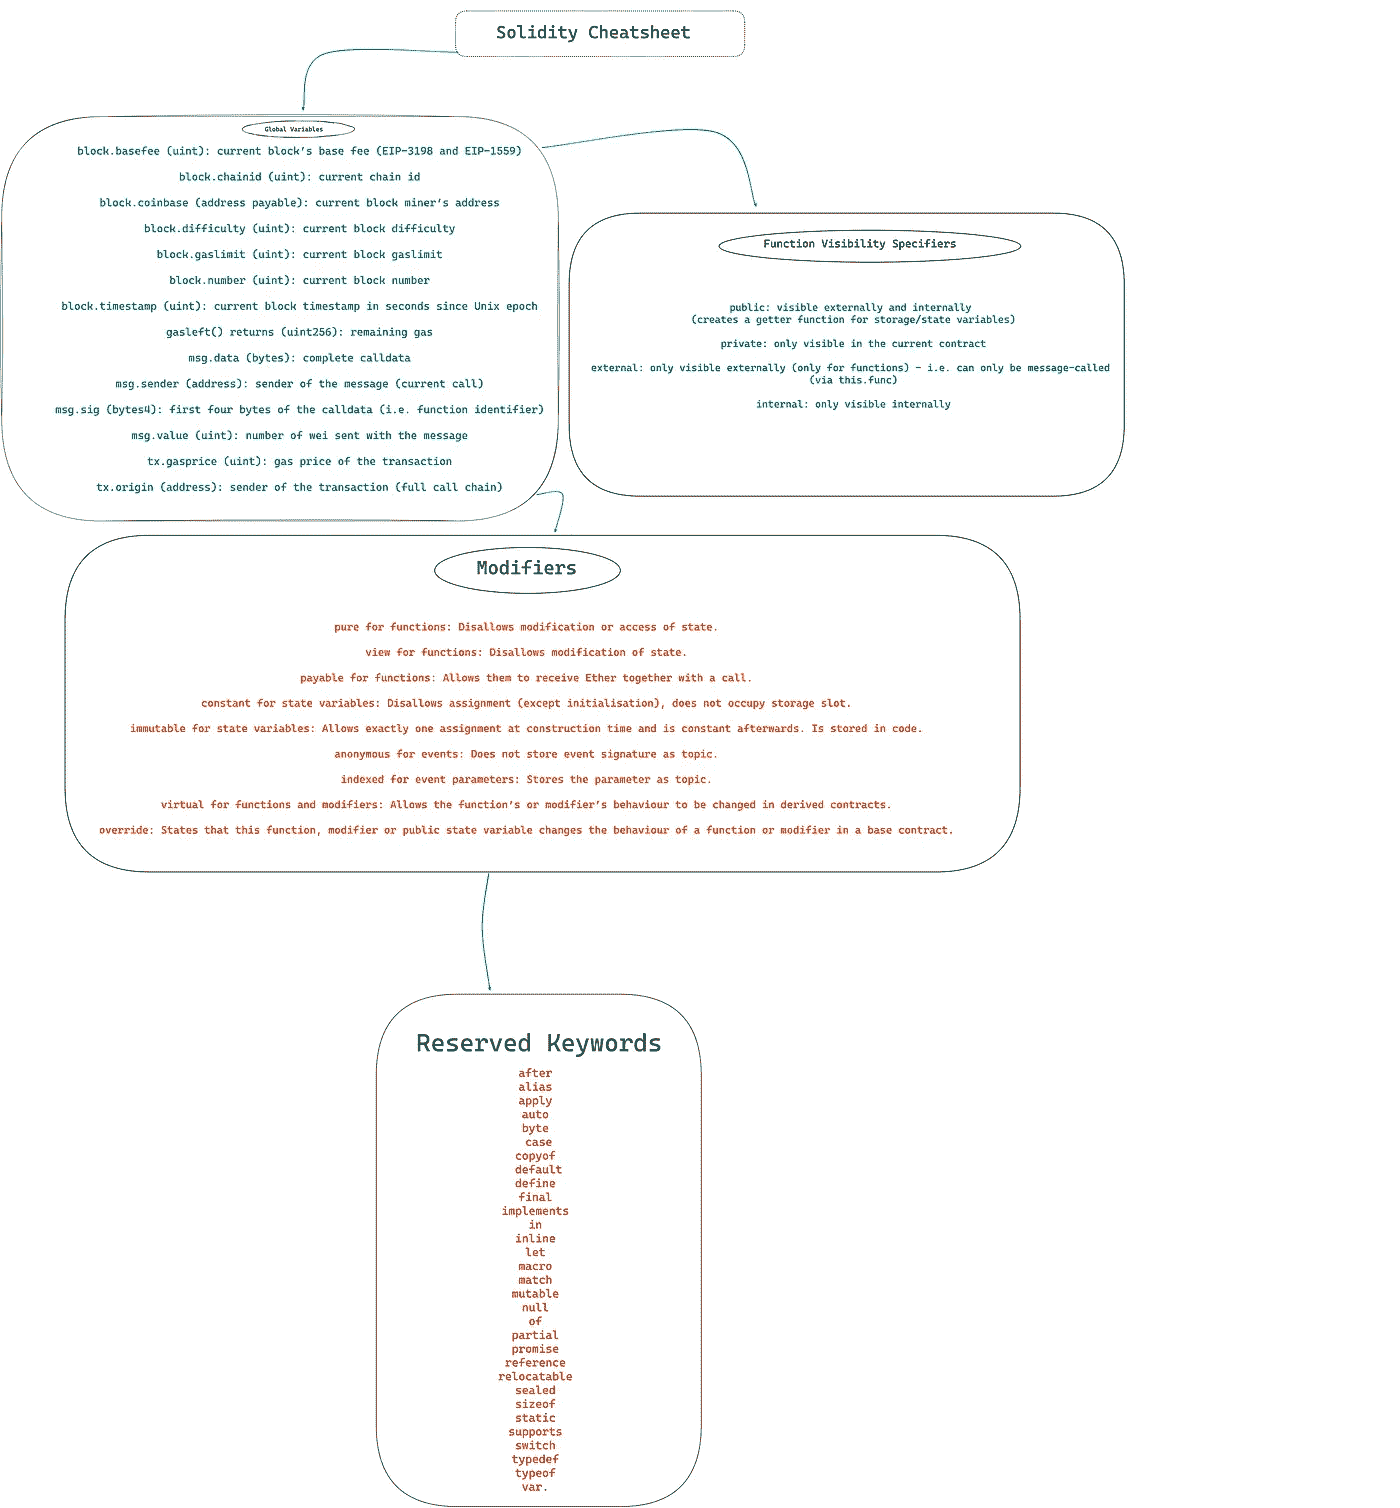 Solidity Cheatsheet
Global Variables
block.basefee (uint): current block’s base fee (EIP-3198 and EIP-1559)
block.chainid (uint): current chain id
block.coinbase (address payable): current block miner’s address
block.difficulty (uint): current block difficulty
block.gaslimit (uint): current block gaslimit
block.number (uint): current block number
block.timestamp (uint): current block timestamp in seconds since Unix epoch
gasleft() returns (uint256): remaining gas
msg.data (bytes): complete calldata
msg.sender (address): sender of the message (current call)
msg.sig (bytes4): first four bytes of the calldata (i.e. function identifier)
msg.value (uint): number of wei sent with the message
tx.gasprice (uint): gas price of the transaction
tx.origin (address): sender of the transaction (full call chain)
Function Visibility Specifiers
public: visible externally and internally
(creates a getter function for storage/state variables)
private: only visible in the current contract
external: only visible externally (only for functions) – i.e. can only be message-called
(via this.func)
internal: only visible internally
Modifiers
pure for functions: Disallows modification or access of state.
view for functions: Disallows modification of state.
payable for functions: Allows them to receive Ether together with a call.
constant for state variables: Disallows assignment (except initialisation), does not occupy storage slot.
immutable for state variables: Allows exactly one assignment at construction time and is constant afterwards. Is stored in code.
anonymous for events: Does not store event signature as topic.
indexed for event parameters: Stores the parameter as topic.
virtual for functions and modifiers: Allows the function’s or modifier’s behaviour to be changed in derived contracts.
override: States that this function, modifier or public state variable changes the behaviour of a function or modifier in a base contract.
Reserved Keywords
after
alias
apply
auto
byte
case
copyof
default
define
final
implements
in
inline
let
macro
match
mutable
null
of
partial
promise
reference
relocatable
sealed
sizeof
static
supports
switch
typedef
typeof
var.